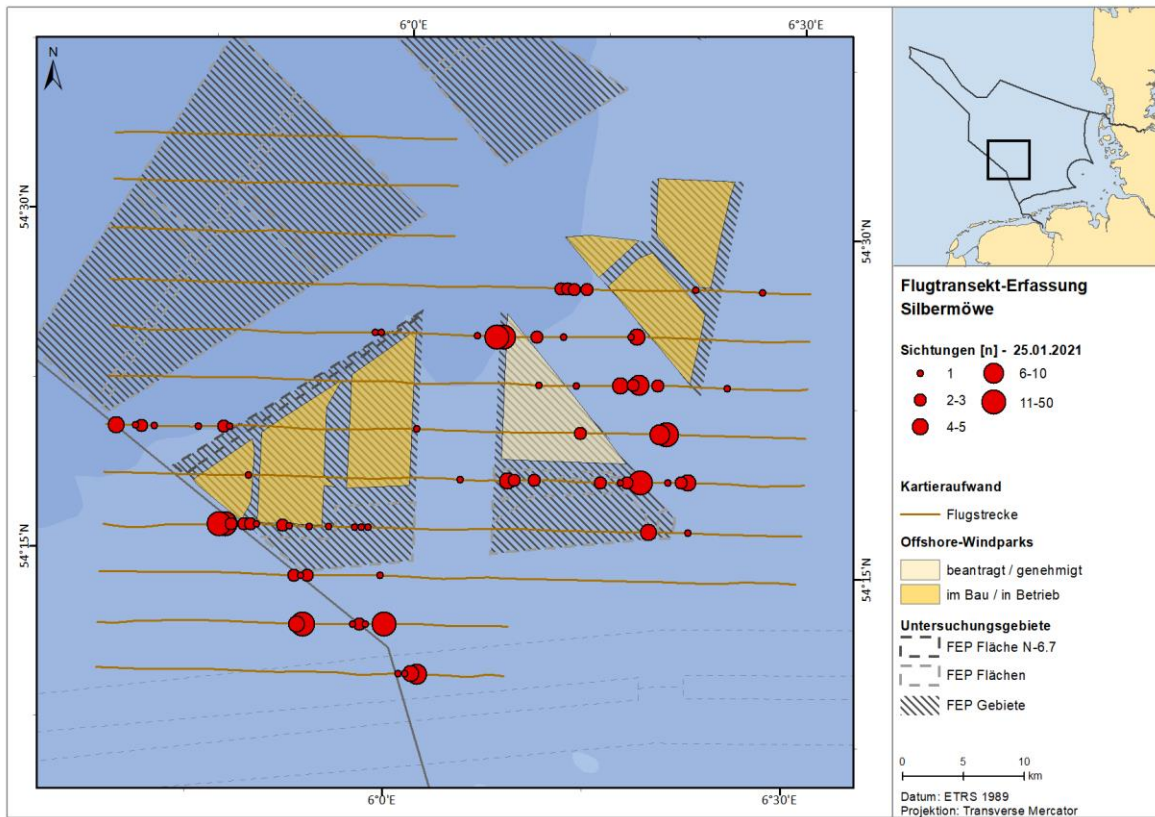 6°0'E
6°30'E
N
54°30'N
54°30'N
54°15'N
54°15'N
6°0'E
6°30'E
Flugtransekt-Erfassung
Silbermöwe
Sichtungen [n] - 25.01.2021
1
6-10
2-3
11-50
4-5
Kartieraufwand
Flugstrecke
Offshore-Windparks
beantragt / genehmigt
im Bau / in Betrieb
Untersuchungsgebiete
FEP Fläche N-6.7
FEP Flächen
FEP Gebiete
0 5 10
km
Datum: ETRS 1989
Projektion: Transverse Mercator